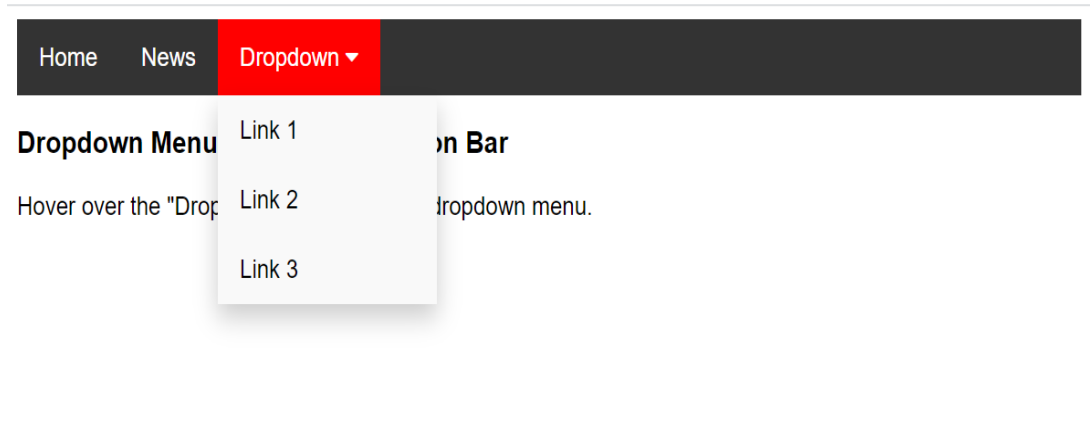 Home News Dropdown
Link 1
Dropdown Menu on Bar
Link 2
Hover over the "Drop dropdown menu.
Link 3